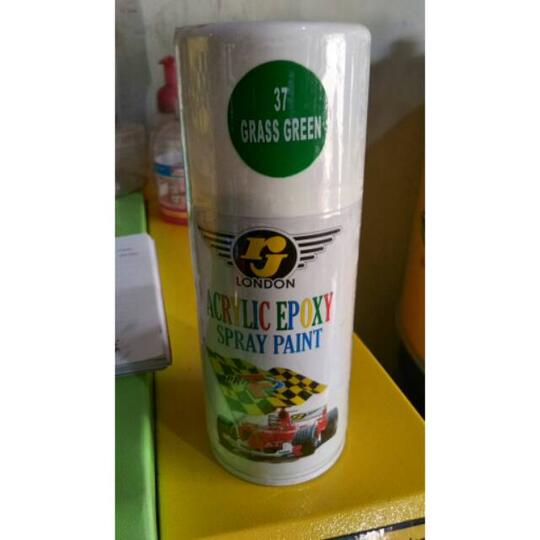 37
GRASS GREEN
rj
LONDON
ACRYLIC EPOXY
SPRAY PAINT